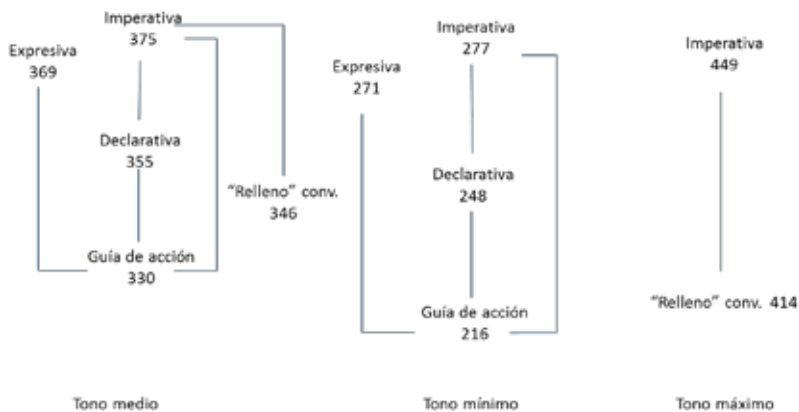 Imperativa
375
Expresiva
369
Declarativa
355
"Relleno" conv.
346
Guía de acción
330
Tono medio
Imperativa
277
Expresiva
271
Declarativa
248
Guía de acción
216
Tono mínimo
Imperativa
449
"Relleno" conv. 414
Tono máximo